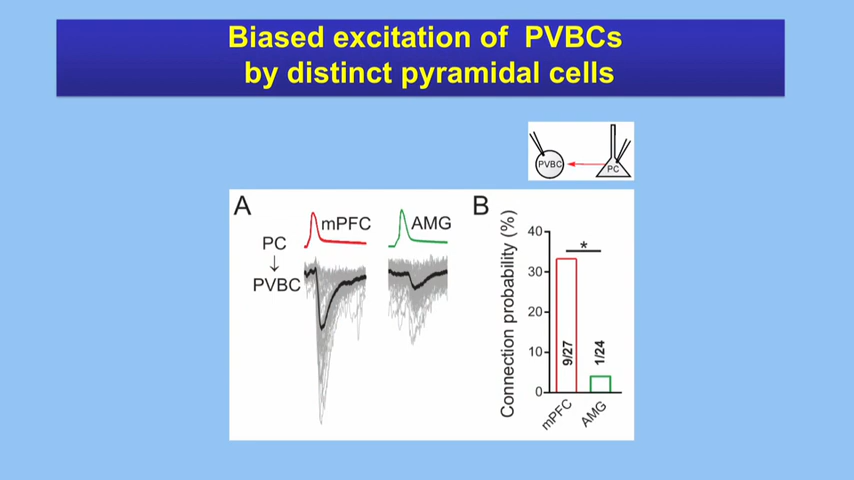 Biased excitation of PVBCs
by distinct pyramidal cells
PVBC
PC
A
mPFC
AMG
PC
↓
PVBC
B
Connection probability (%)
40
30
20
10
0
*
9/27
1/24
mPFC
AMG